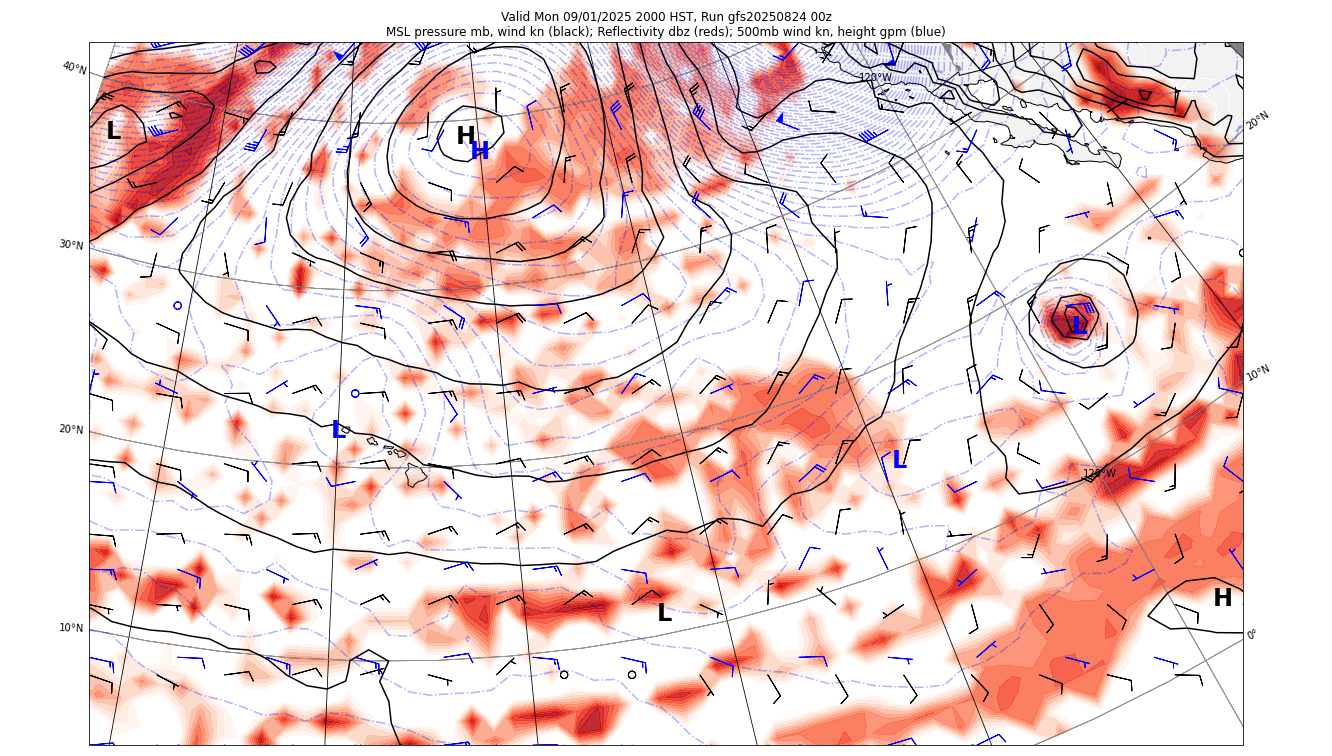 Valid Mon 09/01/2025 2000 HST, Run gfs20250824 00z
MSL pressure mb, wind kn (black); Reflectivity dbz (reds); 500mb wind kn, height gpm (blue)
40°N
120°W
20°N
L
H
H
30°N
L
10°N
20°N
L
L
120°W
10°N
L
H
0°